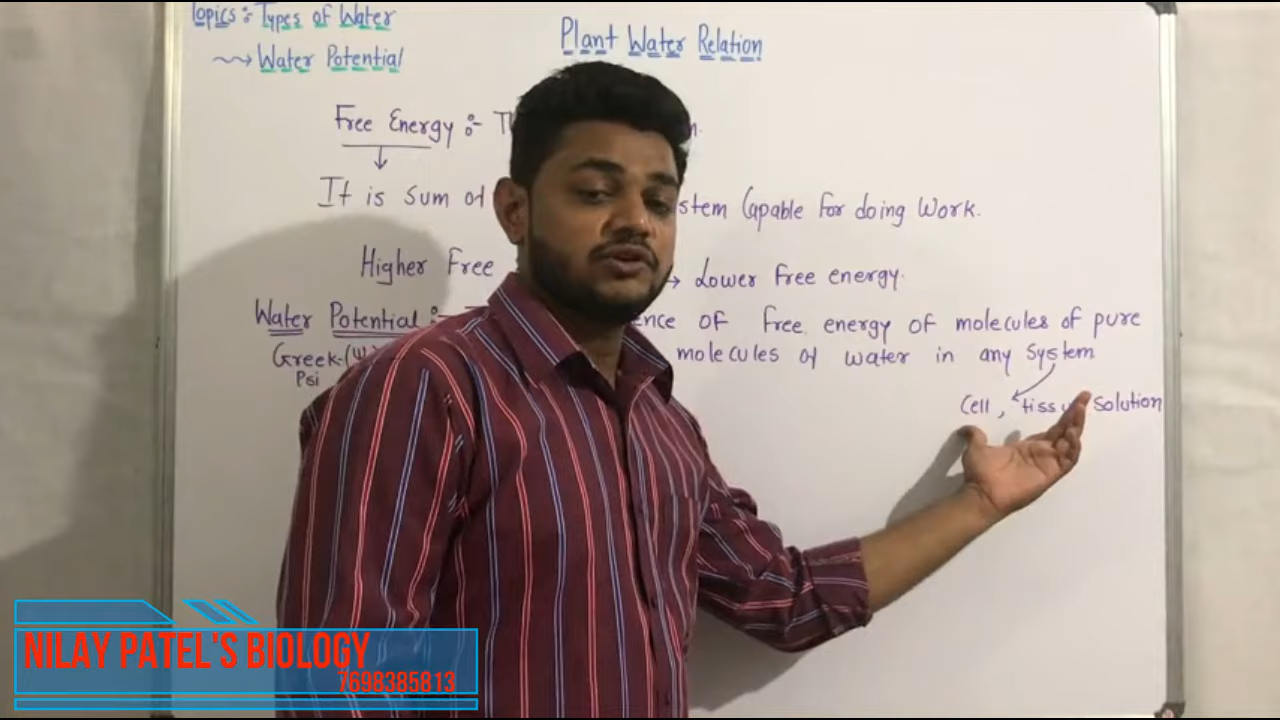 Topics :- Types of Water
Plant Water Relation
Water Potential
Free Energy :-
It is sum of stem Capable for doing Work.
Higher Free → Lower free energy.
Water Potential :- ence of free energy of molecules of pure
Greek-(Ψ) molecules of water in any System
Psi
Cell, tissu Solution
NILAY PATEL'S BIOLOGY
7698385813